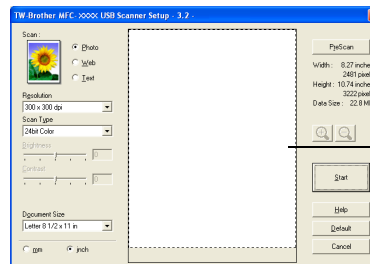 TW-Brother MFC-XXXX USB Scanner Setup - 3.2 -
Scan :
Photo
Web
Text
Resolution
300 x 300 dpi
Scan Type
24bit Color
Brightness
0
Contrast
0
Document Size
Letter 8 1/2 x 11 in
mm
inch
PreScan
Width: 8.27 inche
2481 pixel
Height: 10.74 inche
3222 pixel
Data Size : 22.8 M
Start
Help
Default
Cancel